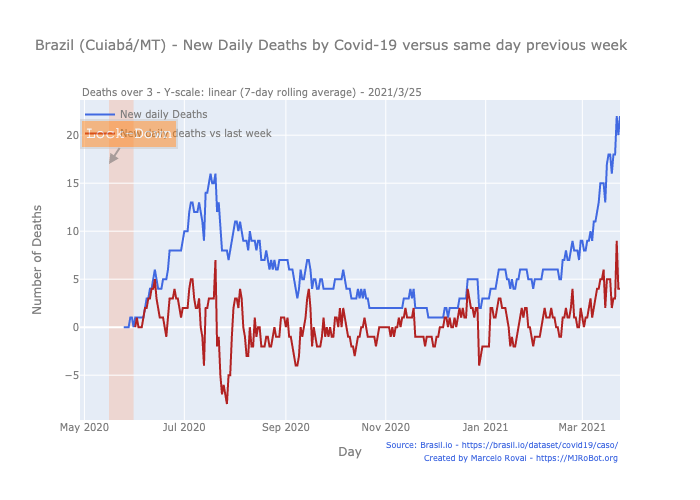 Brazil (Cuiabá/MT) - New Daily Deaths by Covid-19 versus same day previous week
Deaths over 3 - Y-scale: linear (7-day rolling average) - 2021/3/25
New daily Deaths
Lock Down
New daily deaths vs last week
Number of Deaths
20
15
10
5
0
−5
May 2020
Jul 2020
Sep 2020
Nov 2020
Jan 2021
Mar 2021
Day
Source: Brasil.io - https://brasil.io/dataset/covid19/caso/
Created by Marcelo Rovai - https://MJRoBot.org